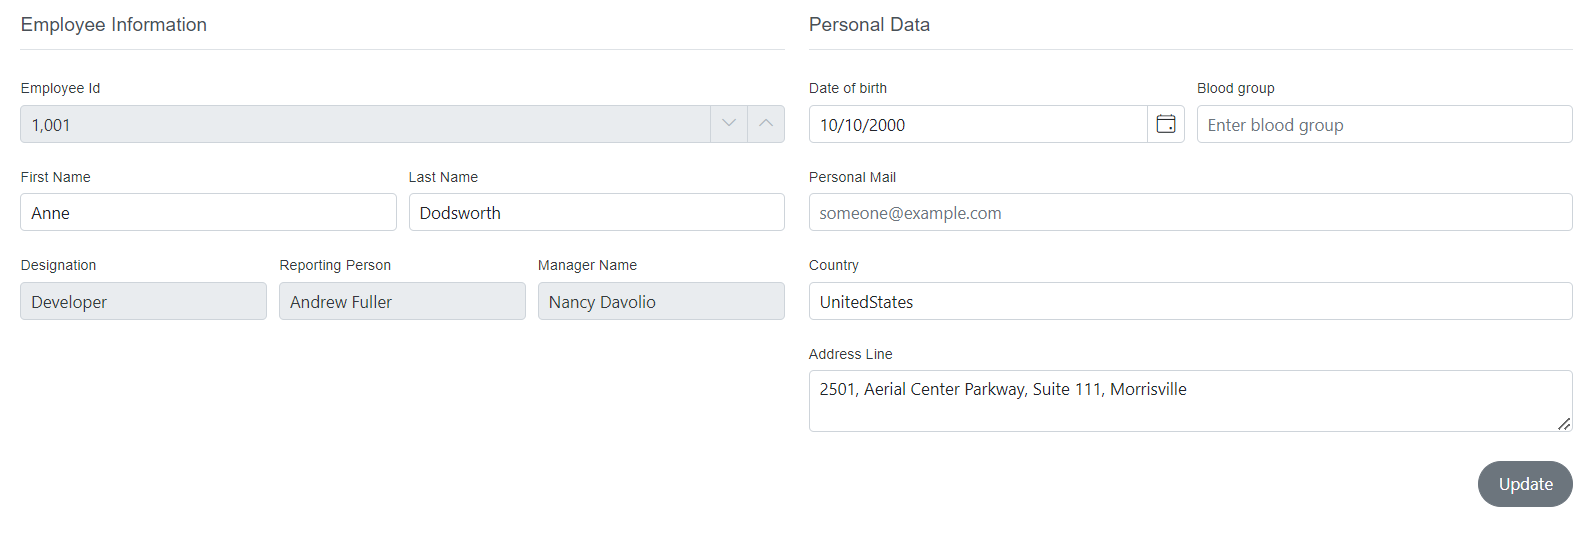 Employee Information
Employee Id
1,001
First Name
Last Name
Anne
Dodsworth
Designation
Reporting Person
Manager Name
Developer
Andrew Fuller
Nancy Davolio
Personal Data
Date of birth
Blood group
10/10/2000
Enter blood group
Personal Mail
someone@example.com
Country
UnitedStates
Address Line
2501, Aerial Center Parkway, Suite 111, Morrisville
Update